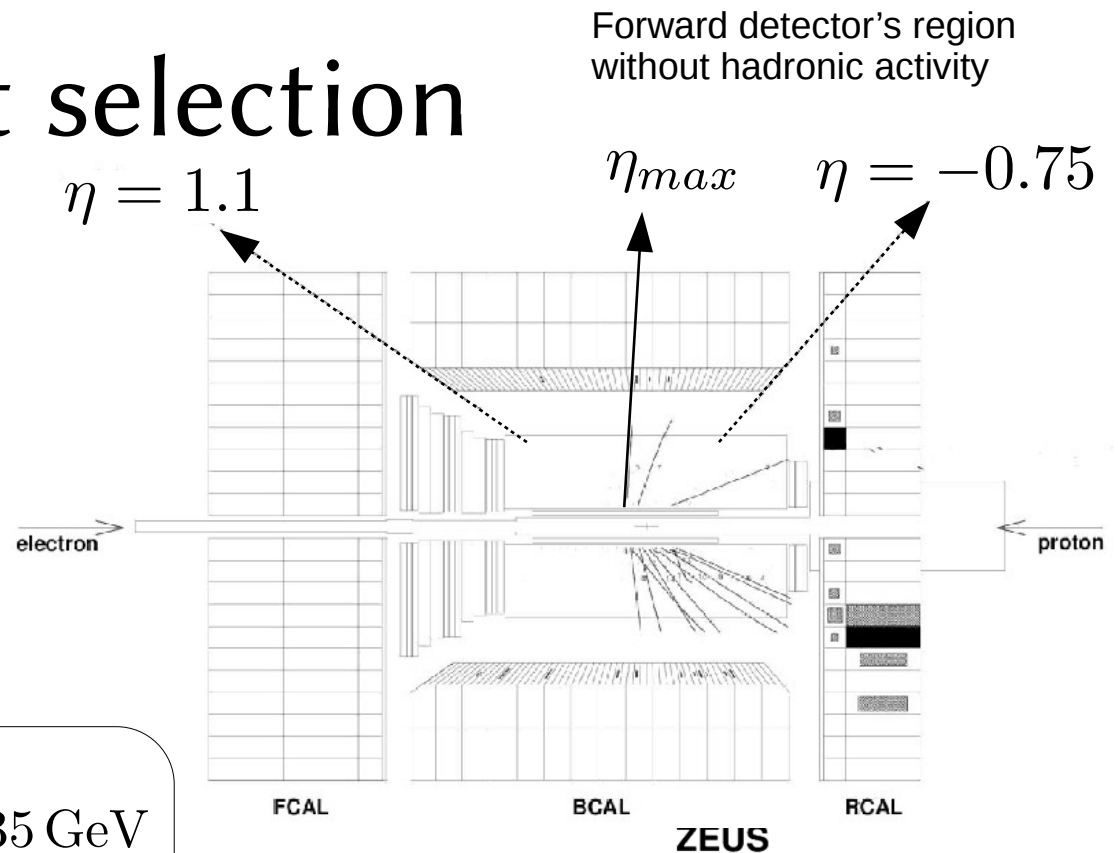 Forward detector's region
without hadronic activity
t selection
η = 1.1
η_max
η = −0.75
electron
proton
FCAL
BCAL
RCAL
35 GeV
ZEUS